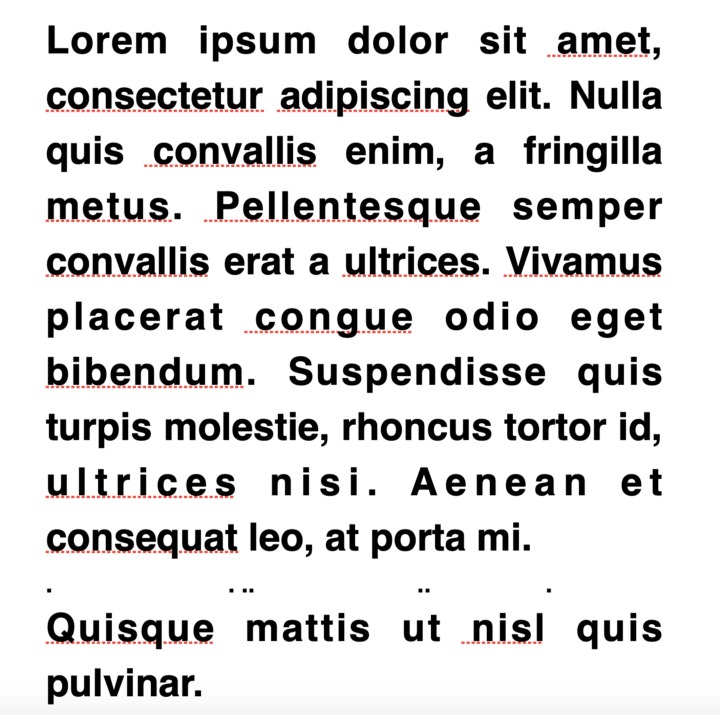 Lorem ipsum dolor sit amet,
consectetur adipiscing elit. Nulla
quis convallis enim, a fringilla
metus. Pellentesque semper
convallis erat a ultrices. Vivamus
placerat congue odio eget
bibendum. Suspendisse quis
turpis molestie, rhoncus tortor id,
ultrices nisi. Aenean et
consequat leo, at porta mi.
Quisque mattis ut nisl quis
pulvinar.